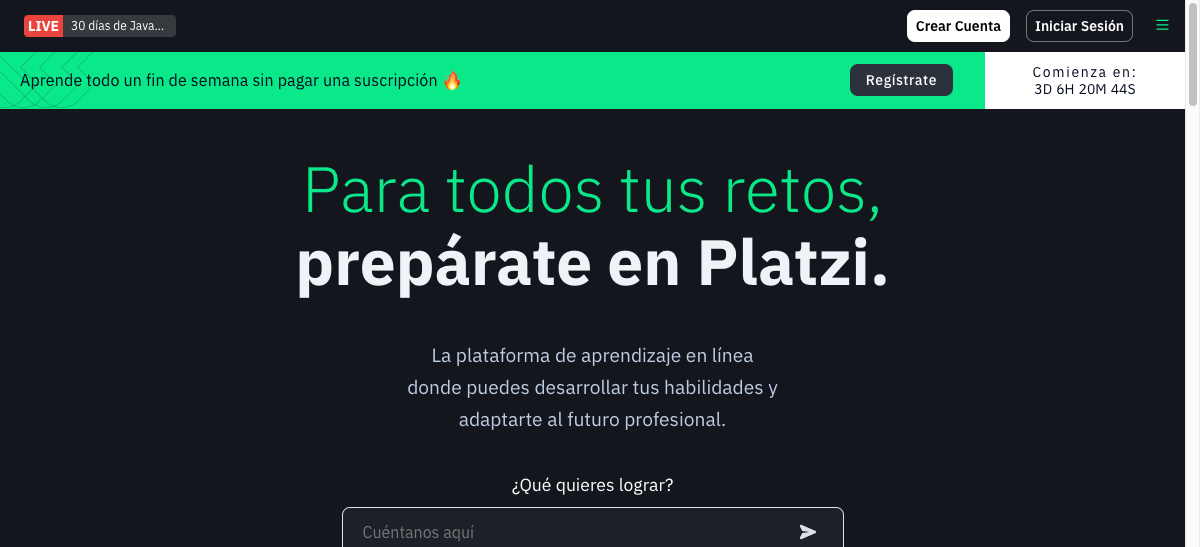 LIVE 30 días de Java...
Crear Cuenta
Iniciar Sesión
Aprende todo un fin de semana sin pagar una suscripción 🔥
Regístrate
Comienza en:
3D 6H 20M 44S
Para todos tus retos,
prepárate en Platzi.
La plataforma de aprendizaje en línea
donde puedes desarrollar tus habilidades y
adaptarte al futuro profesional.
¿Qué quieres lograr?
Cuéntanos aquí